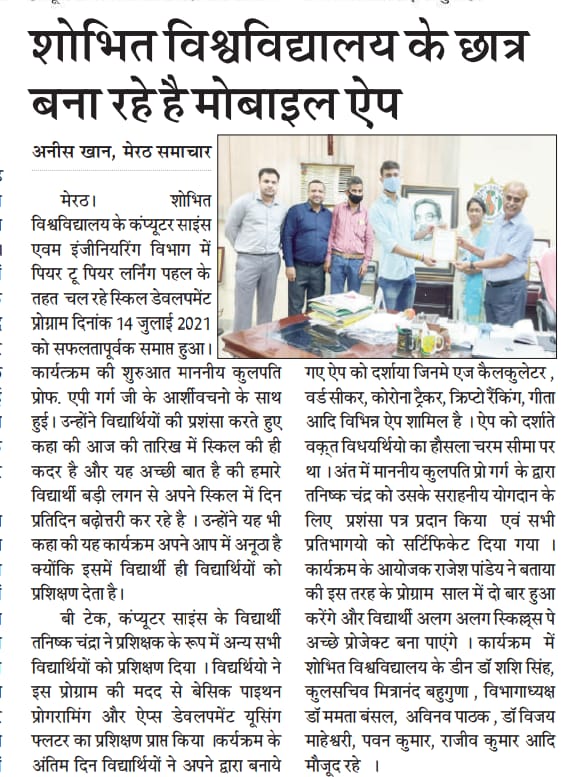 शोभित विश्वविद्यालय के छात्र
बना रहे है मोबाइल ऐप
अनीस खान, मेरठ समाचार
मेरठ। शोभित
विश्वविद्यालय के कंप्यूटर साइंस
एवम इंजीनियरिंग विभाग में
पियर टू पियर लर्निंग पहल के
तहत चल रहे स्किल डेवलपमेंट
प्रोग्राम दिनांक 14 जुलाई 2021
को सफलतापूर्वक समाप्त हुआ।
कार्यत्क्रम की शुरुआत माननीय कुलपति
प्रोफ. एपी गर्ग जी के आर्शीवचनो के साथ
हुई। उन्होंने विद्यार्थियों की प्रशंसा करते हुए
कहा की आज की तारिख में स्किल की ही
कदर है और यह अच्छी बात है की हमारे
विद्यार्थी बड़ी लगन से अपने स्किल में दिन
प्रतिदिन बढ़ोत्तरी कर रहे है । उन्होंने यह भी
कहा की यह कार्यक्रम अपने आप में अनूठा है
क्योंकि इसमें विद्यार्थी ही विद्यार्थियों को
प्रशिक्षण देता है।
बी टेक, कंप्यूटर साइंस के विद्यार्थी
तनिष्क चंद्रा ने प्रशिक्षक के रूप में अन्य सभी
विद्यार्थियों को प्रशिक्षण दिया । विद्यर्थियो ने
इस प्रोग्राम की मदद से बेसिक पाइथन
प्रोगरामिंग और ऐप्स डेवलपमेंट यूसिंग
फ्लटर का प्रशिक्षण प्राप्त किया ।कर्यक्रम के
अंतिम दिन विद्यार्थियों ने अपने द्वारा बनाये
गए ऐप को दर्शाया जिनमे एज कैलकुलेटर ,
वर्ड सीकर, कोरोना ट्रैकर, क्रिप्टो रैंकिंग, गीता
आदि विभिन्न ऐप शामिल है । ऐप को दर्शाते
वकृत विधयर्थियो का हौसला चरम सीमा पर
था । अंत में माननीय कुलपति प्रो गर्ग के द्वारा
तनिष्क चंद्र को उसके सराहनीय योगदान के
लिए प्रशंसा पत्र प्रदान किया एवं सभी
प्रतिभागयो को सर्टिफिकेट दिया गया ।
कार्यक्रम के आयोजक राजेश पांडेय ने बताया
की इस तरह के प्रोग्राम साल में दो बार हुआ
करेंगे और विद्यार्थी अलग अलग स्किल्ल्स पे
अच्छे प्रोजेक्ट बना पाएंगे । कार्यक्रम में
शोभित विश्वविद्यालय के डीन डॉ शशि सिंह,
कुलसचिव मित्रानंद बहुगुणा , विभागाध्यक्ष
डॉ ममता बंसल, अविनव पाठक , डॉ विजय
माहेश्वरी, पवन कुमार, राजीव कुमार आदि
मौजूद रहे ।